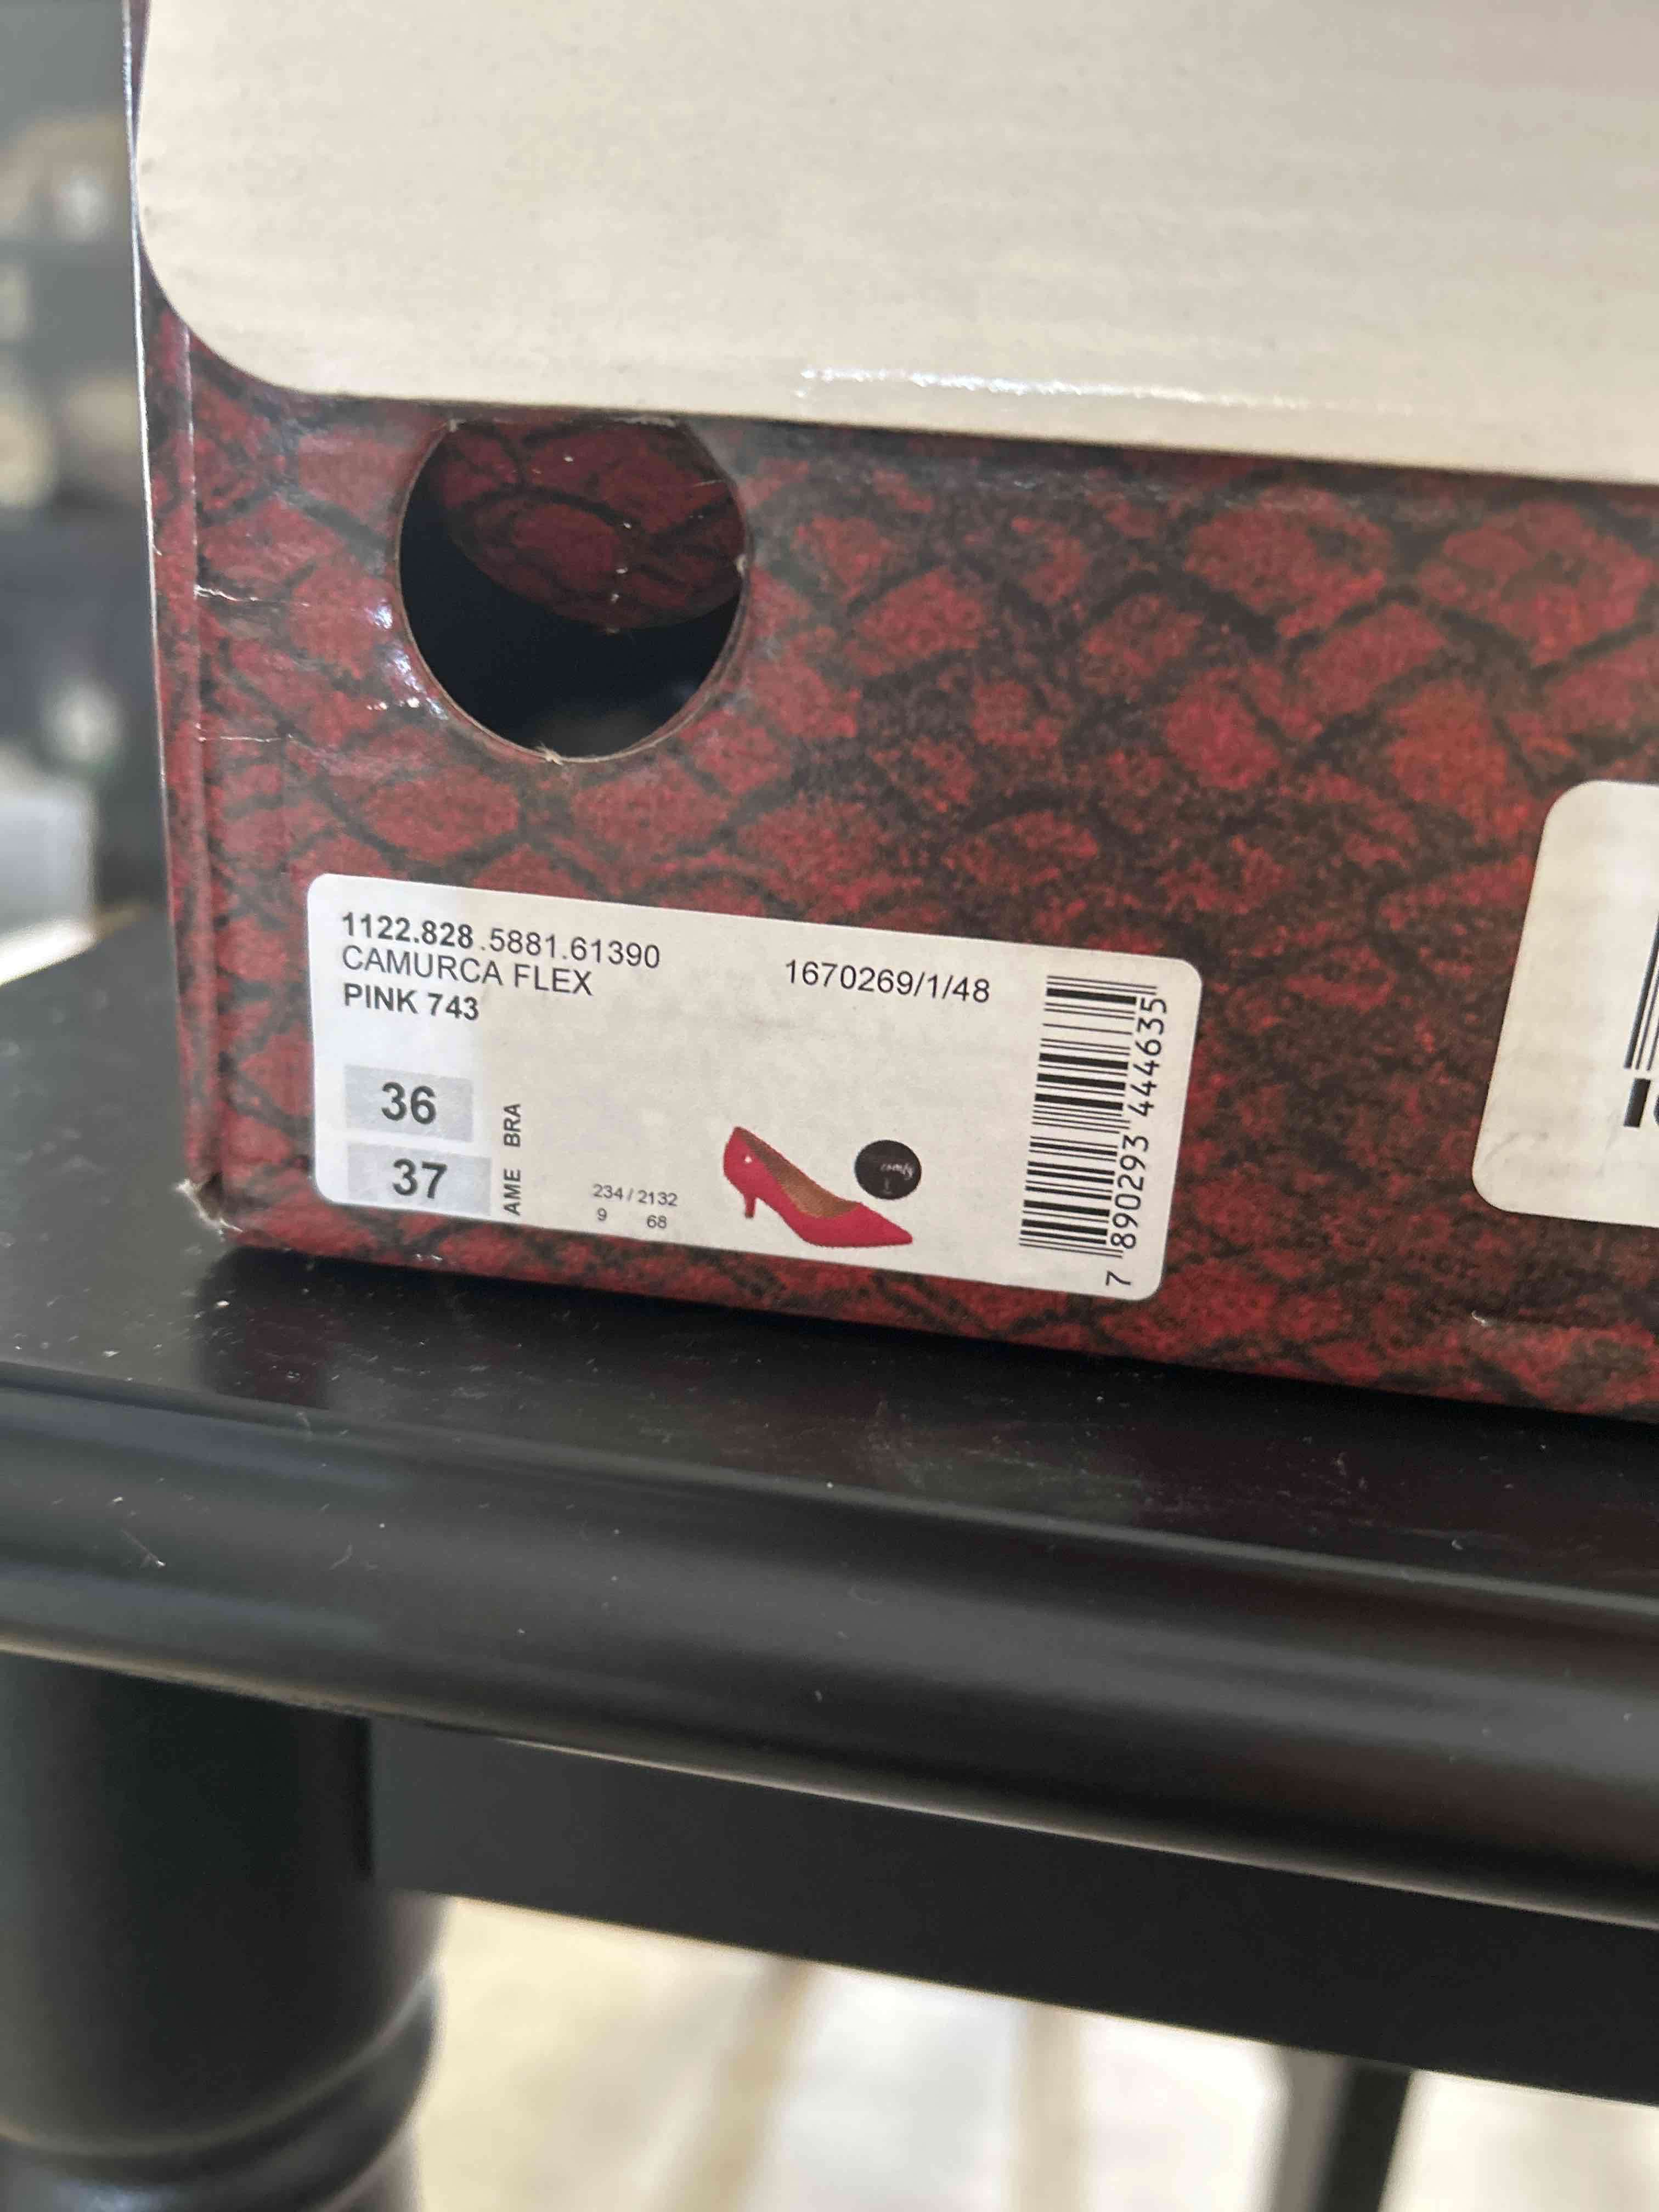 1122.828.5881.61390
CAMURCA FLEX
PINK 743
1670269/1/48
36
BRA
37
AME
234 / 2132
9 68
7 890293 444635